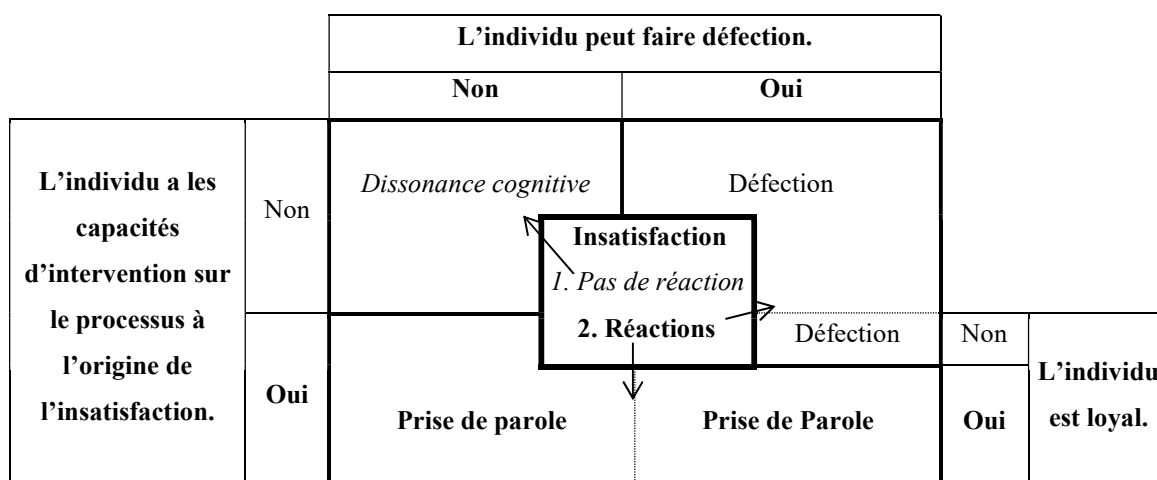 L'individu peut faire défection.
Non
Oui
L'individu a les
capacités
d'intervention sur
le processus à
l'origine de
l'insatisfaction.
Non
Dissonance cognitive
Défection
Insatisfaction
1. Pas de réaction
2. Réactions
Défection
Non
Oui
Prise de parole
Prise de Parole
Oui
L'individu
est loyal.